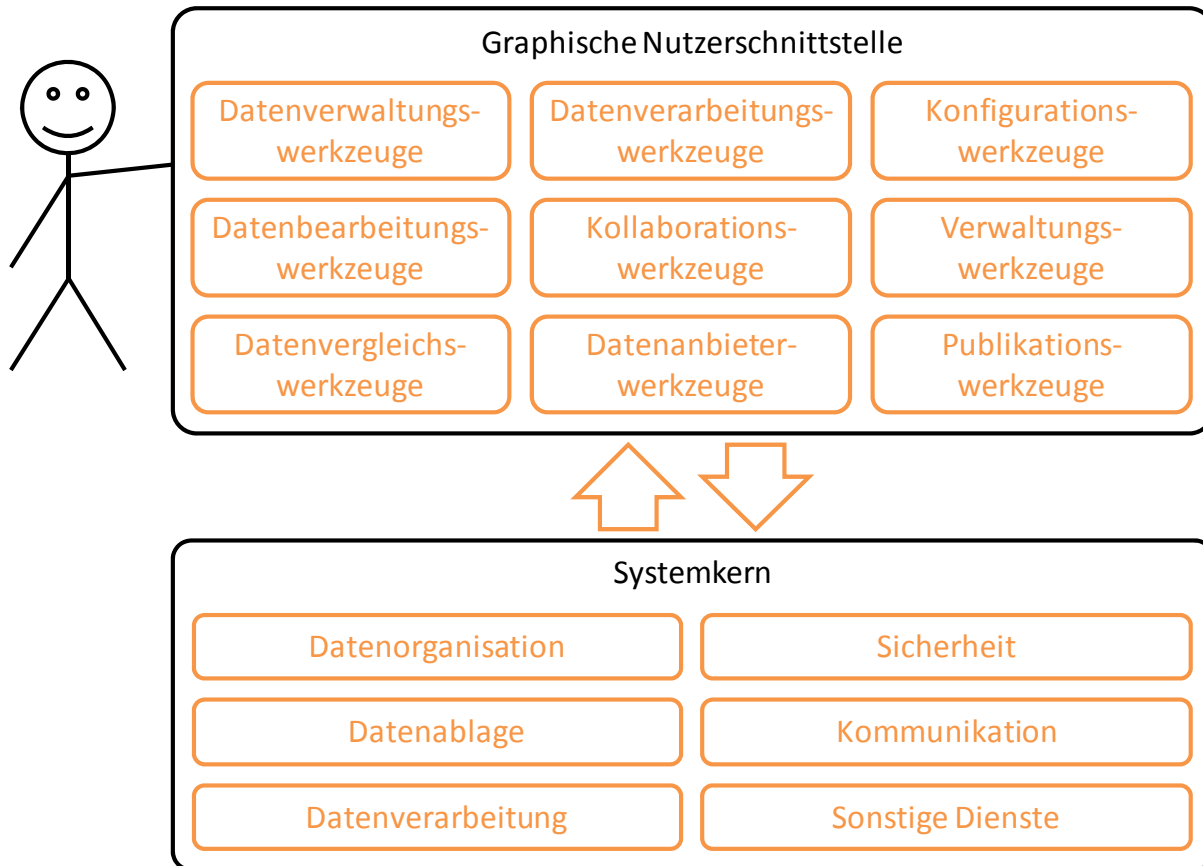 Graphische Nutzerschnittstelle
Datenverwaltungs-
werkzeuge
Datenverarbeitungs-
werkzeuge
Konfigurations-
werkzeuge
Datenbearbeitungs-
werkzeuge
Kollaborations-
werkzeuge
Verwaltungs-
werkzeuge
Datenvergleichs-
werkzeuge
Datenanbieter-
werkzeuge
Publikations-
werkzeuge
Systemkern
Datenorganisation
Sicherheit
Datenablage
Kommunikation
Datenverarbeitung
Sonstige Dienste